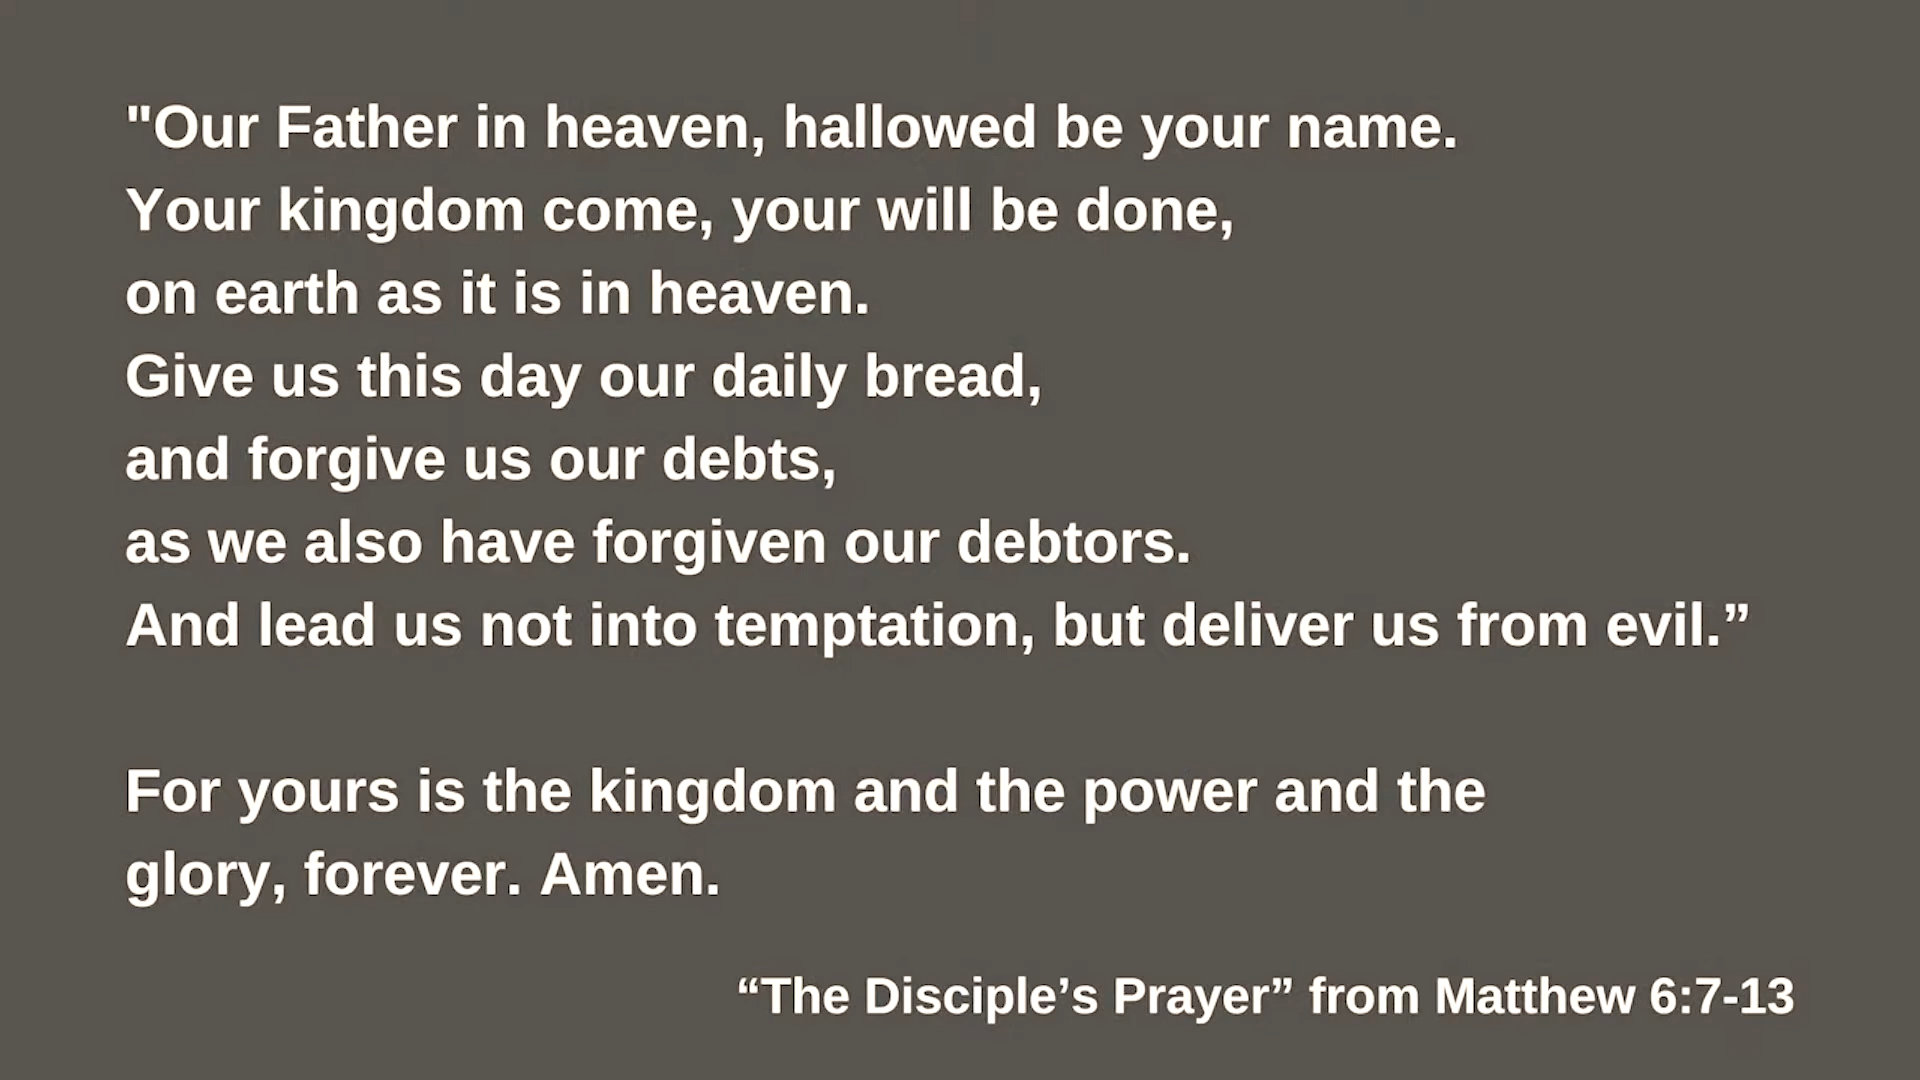 "Our Father in heaven, hallowed be your name.
Your kingdom come, your will be done,
on earth as it is in heaven.
Give us this day our daily bread,
and forgive us our debts,
as we also have forgiven our debtors.
And lead us not into temptation, but deliver us from evil.”
For yours is the kingdom and the power and the
glory, forever. Amen.
“The Disciple’s Prayer” from Matthew 6:7-13